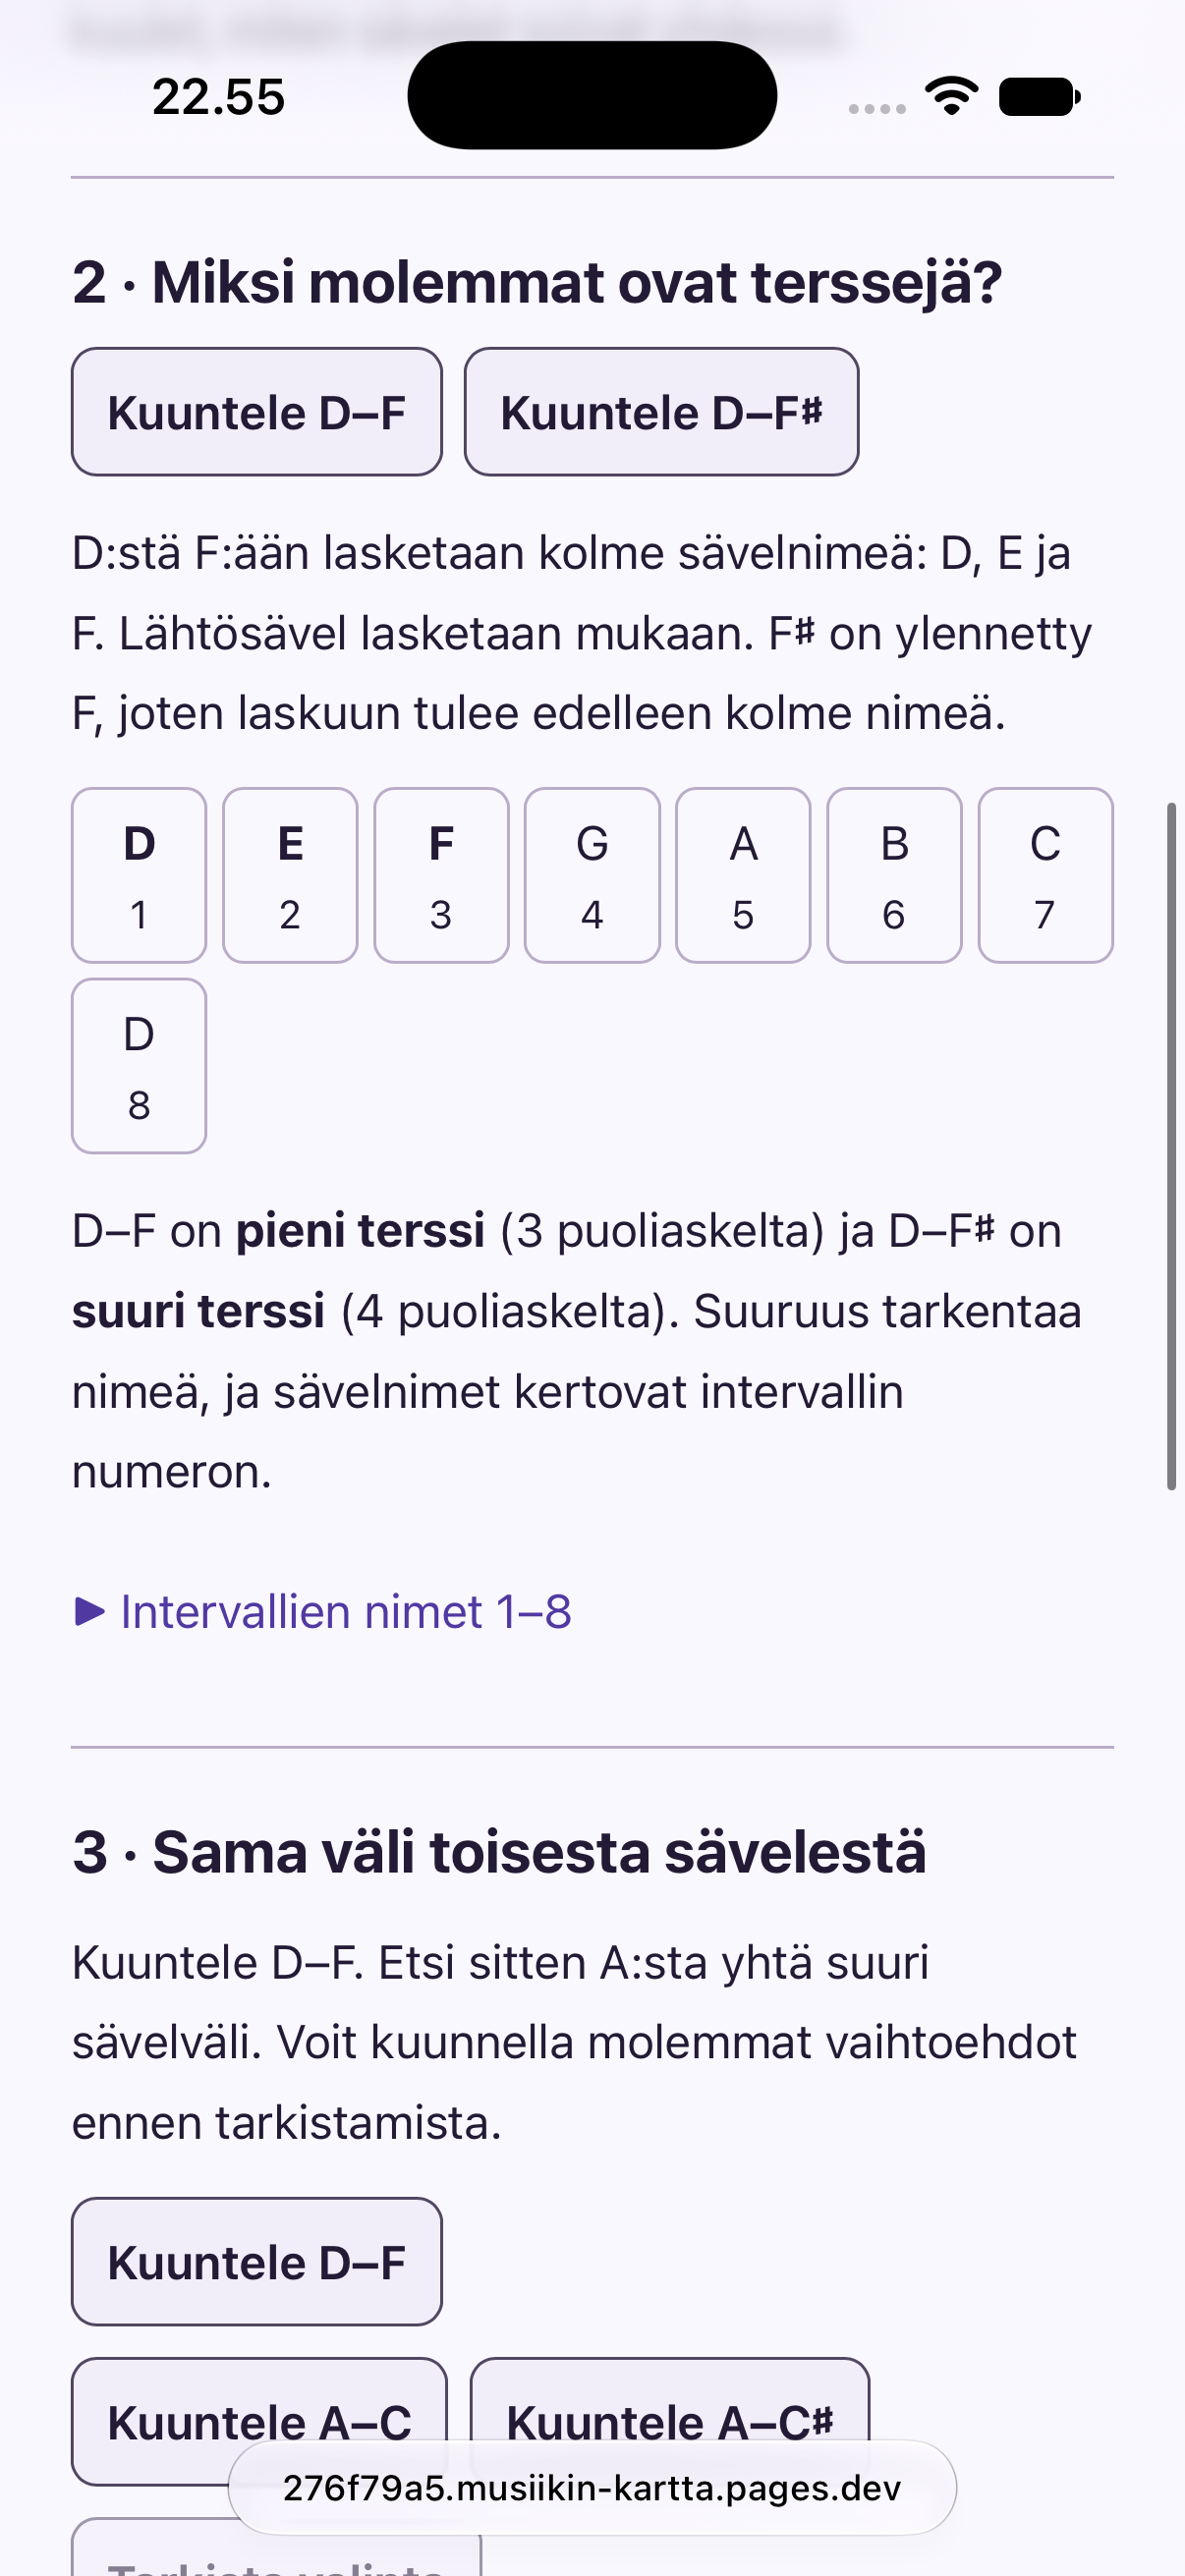 22.55
2 · Miksi molemmat ovat terssejä?
Kuuntele D–F Kuuntele D–F♯
D:stä F:ään lasketaan kolme sävelnimeä: D, E ja
F. Lähtösävel lasketaan mukaan. F♯ on ylennetty
F, joten laskuun tulee edelleen kolme nimeä.
D E F G A B C
1 2 3 4 5 6 7
D
8
D–F on pieni terssi (3 puoliaskelta) ja D–F♯ on
suuri terssi (4 puoliaskelta). Suuruus tarkentaa
nimeä, ja sävelnimet kertovat intervallin
numeron.
▶ Intervallien nimet 1–8
3 · Sama väli toisesta sävelestä
Kuuntele D–F. Etsi sitten A:sta yhtä suuri
sävelväli. Voit kuunnella molemmat vaihtoehdot
ennen tarkistamista.
Kuuntele D–F
Kuuntele A–C Kuuntele A–C♯
276f79a5.musiikin-kartta.pages.dev
Tarkista valinta